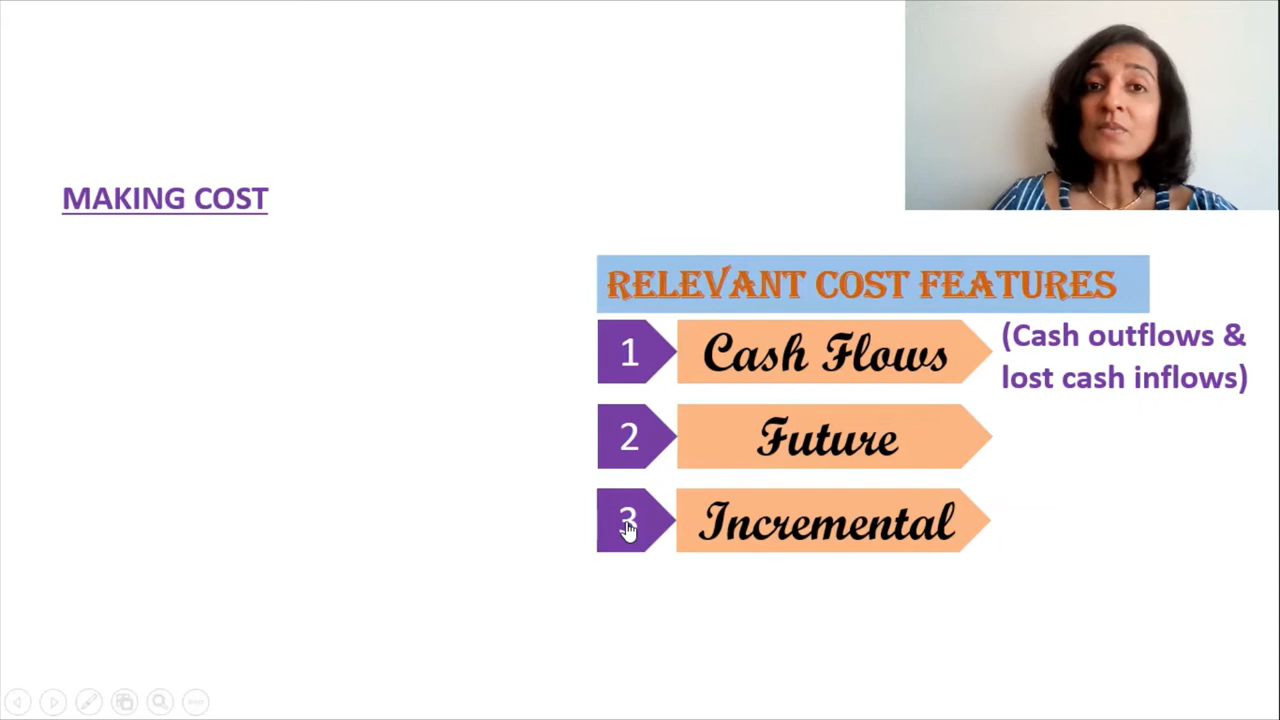 MAKING COST
RELEVANT COST FEATURES
1 Cash Flows (Cash outflows &
lost cash inflows)
2 Future
3 Incremental